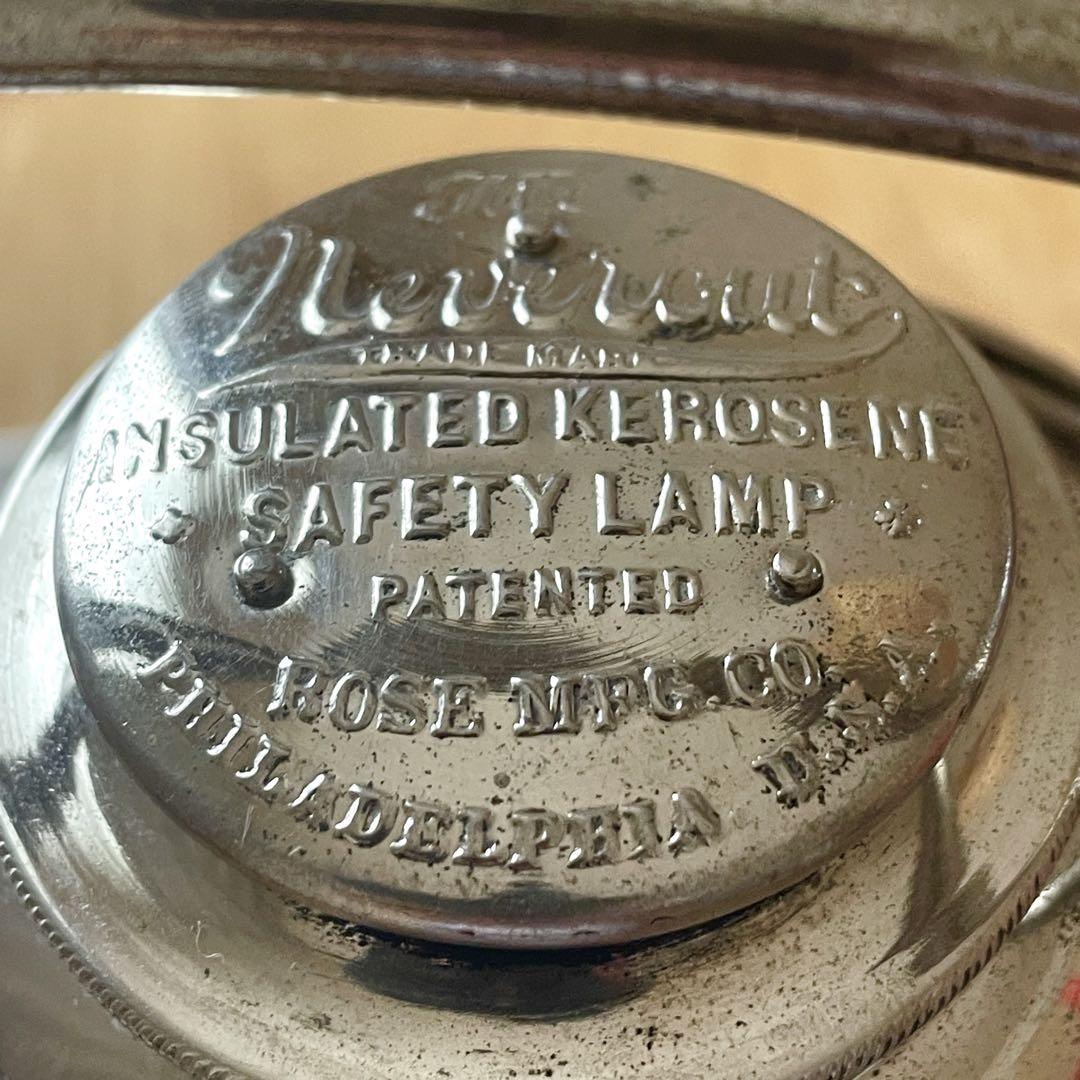 The
Neverout
TRADE MARK
INSULATED KEROSENE
SAFETY LAMP
PATENTED
ROSE MFG. CO.
PHILADELPHIA U.S.A.